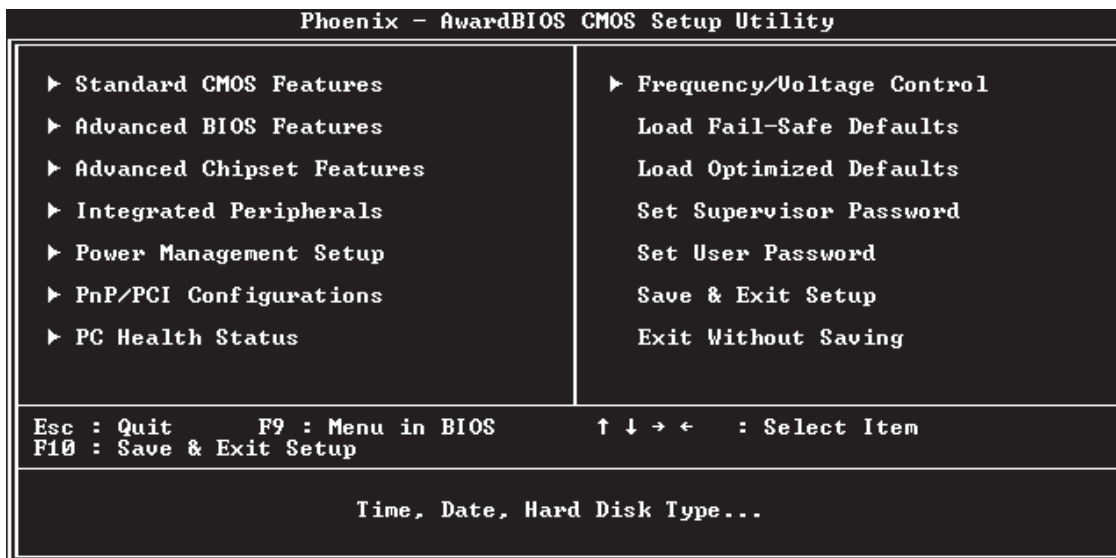 Phoenix - AwardBIOS CMOS Setup Utility
▶ Standard CMOS Features
▶ Advanced BIOS Features
▶ Advanced Chipset Features
▶ Integrated Peripherals
▶ Power Management Setup
▶ PnP/PCI Configurations
▶ PC Health Status
▶ Frequency/Voltage Control
Load Fail-Safe Defaults
Load Optimized Defaults
Set Supervisor Password
Set User Password
Save & Exit Setup
Exit Without Saving
Esc : Quit F9 : Menu in BIOS ↑ ↓ → ← : Select Item
F10 : Save & Exit Setup
Time, Date, Hard Disk Type...